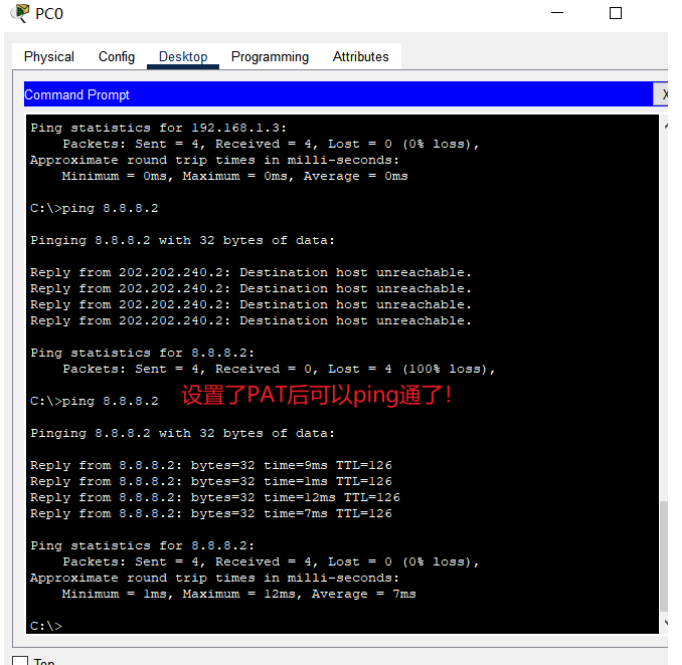 PC0
Physical Config Desktop Programming Attributes
Command Prompt X
Ping statistics for 192.168.1.3:
Packets: Sent = 4, Received = 4, Lost = 0 (0% loss),
Approximate round trip times in milli-seconds:
Minimum = 0ms, Maximum = 0ms, Average = 0ms
C:\>ping 8.8.8.2
Pinging 8.8.8.2 with 32 bytes of data:
Reply from 202.202.240.2: Destination host unreachable.
Reply from 202.202.240.2: Destination host unreachable.
Reply from 202.202.240.2: Destination host unreachable.
Reply from 202.202.240.2: Destination host unreachable.
Ping statistics for 8.8.8.2:
Packets: Sent = 4, Received = 0, Lost = 4 (100% loss),
C:\>ping 8.8.8.2 设置了PAT后可以ping通了！
Pinging 8.8.8.2 with 32 bytes of data:
Reply from 8.8.8.2: bytes=32 time=9ms TTL=126
Reply from 8.8.8.2: bytes=32 time=1ms TTL=126
Reply from 8.8.8.2: bytes=32 time=12ms TTL=126
Reply from 8.8.8.2: bytes=32 time=7ms TTL=126
Ping statistics for 8.8.8.2:
Packets: Sent = 4, Received = 4, Lost = 0 (0% loss),
Approximate round trip times in milli-seconds:
Minimum = 1ms, Maximum = 12ms, Average = 7ms
C:\>
Top